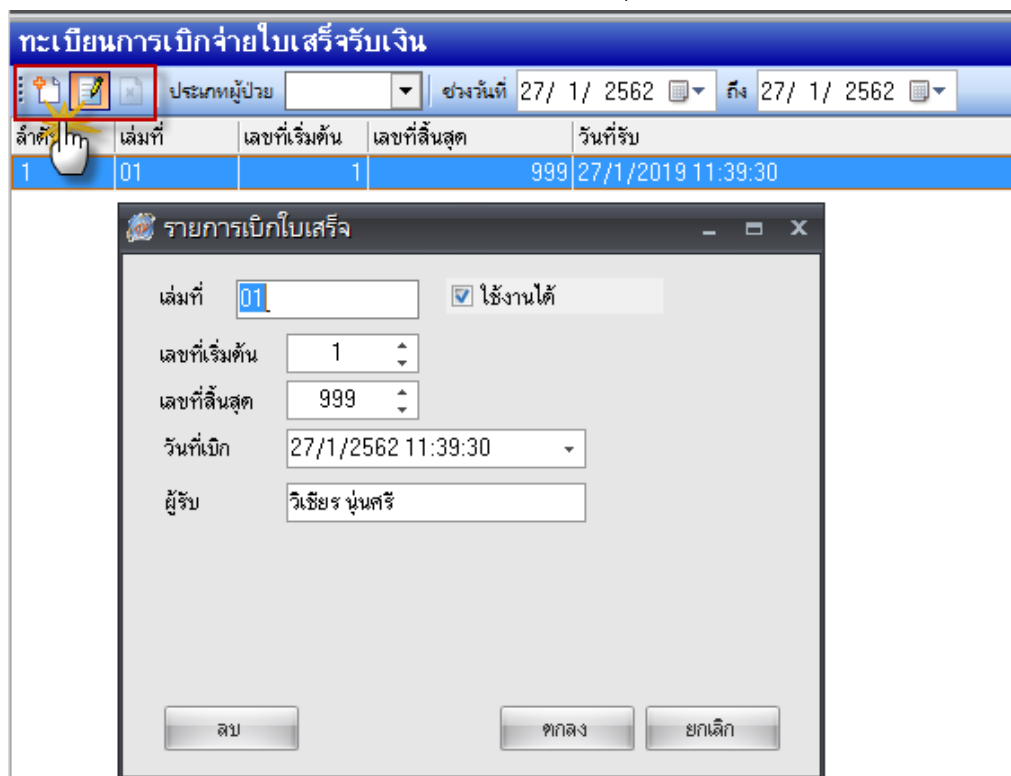 ทะเบียนการเบิกจ่ายใบเสร็จรับเงิน
ประเภทผู้ป่วย ช่วงวันที่ 27/ 1/ 2562 ถึง 27/ 1/ 2562
เล่มที่ เลขที่เริ่มต้น เลขที่สิ้นสุด วันที่รับ
1 01 1 999 27/1/2019 11:39:30
รายการเบิกใบเสร็จ
เล่มที่ 01 ใช้งานได้
เลขที่เริ่มต้น 1
เลขที่สิ้นสุด 999
วันที่เบิก 27/1/2562 11:39:30
ผู้รับ วิเชียร นุ่นศรี
ลบ ตกลง ยกเลิก